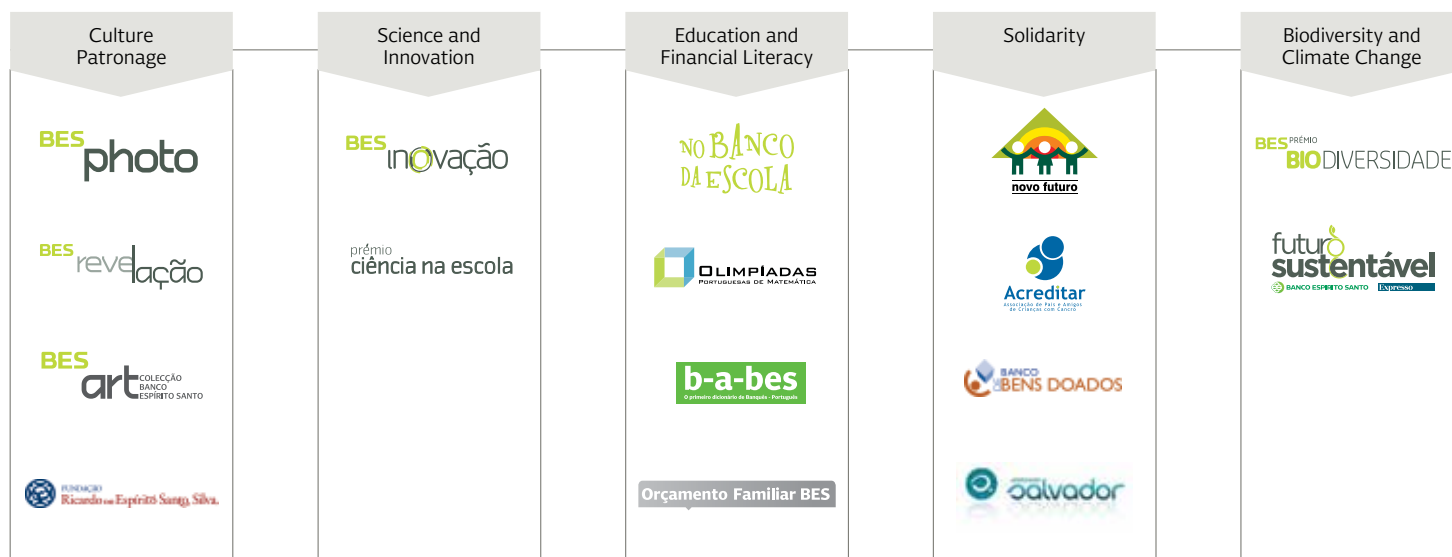 Culture
Patronage
BES
photo
BES
revelação
BES
art
COLECÇÃO
BANCO
ESPÍRITO SANTO
FUNDAÇÃO
Ricardo do Espírito Santo Silva
Science and
Innovation
BES
inovação
prémio
ciência na escola
Education and
Financial Literacy
NO BANCO
DA ESCOLA
OLIMPÍADAS
PORTUGUESAS DE MATEMÁTICA
b-a-bes
O primeiro dicionário de Banquês - Português
Orçamento Familiar BES
Solidarity
novo futuro
Acreditar
Associação de Pais e Amigos
de Crianças com Cancro
BANCO
DE BENS DOADOS
salvador
Biodiversity and
Climate Change
BES PRÉMIO
BIODIVERSIDADE
futuro
sustentável
BANCO ESPIRITO SANTO Expresso